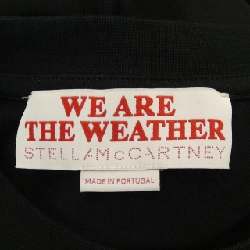 WE ARE
THE WEATHER
STELLA McCARTNEY
MADE IN PORTUGAL